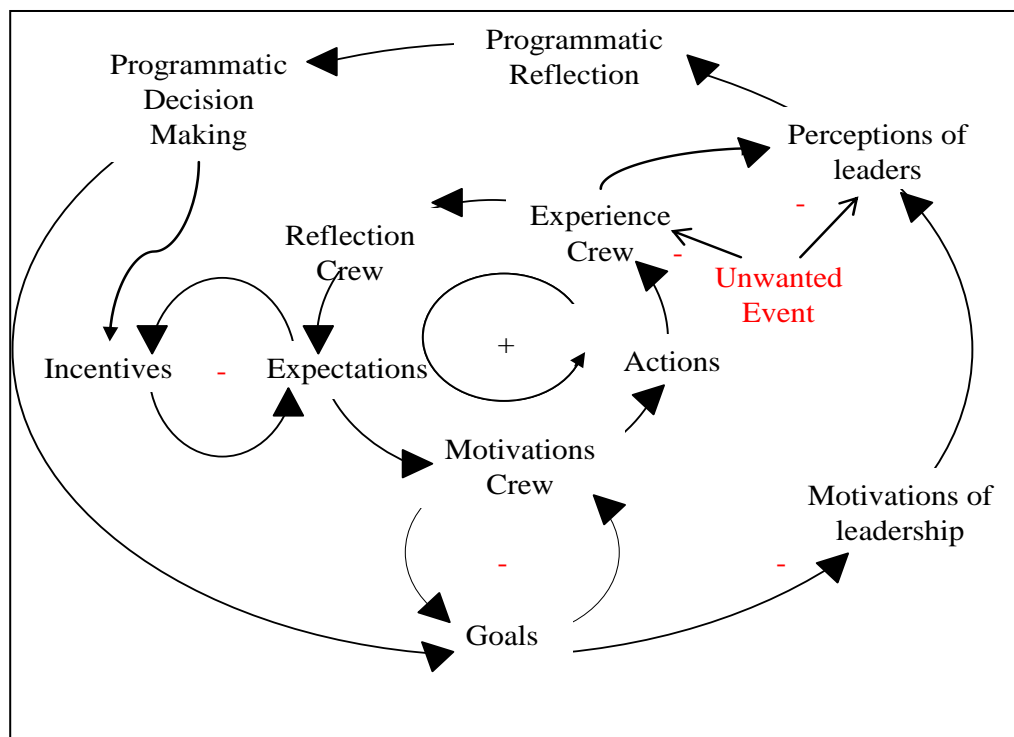 Programmatic
Reflection
Programmatic
Decision
Making
Perceptions of
leaders
-
Experience
Crew
-
Reflection
Crew
Unwanted
Event
+
Incentives
-
Expectations
Actions
Motivations
Crew
Motivations of
leadership
-
-
Goals